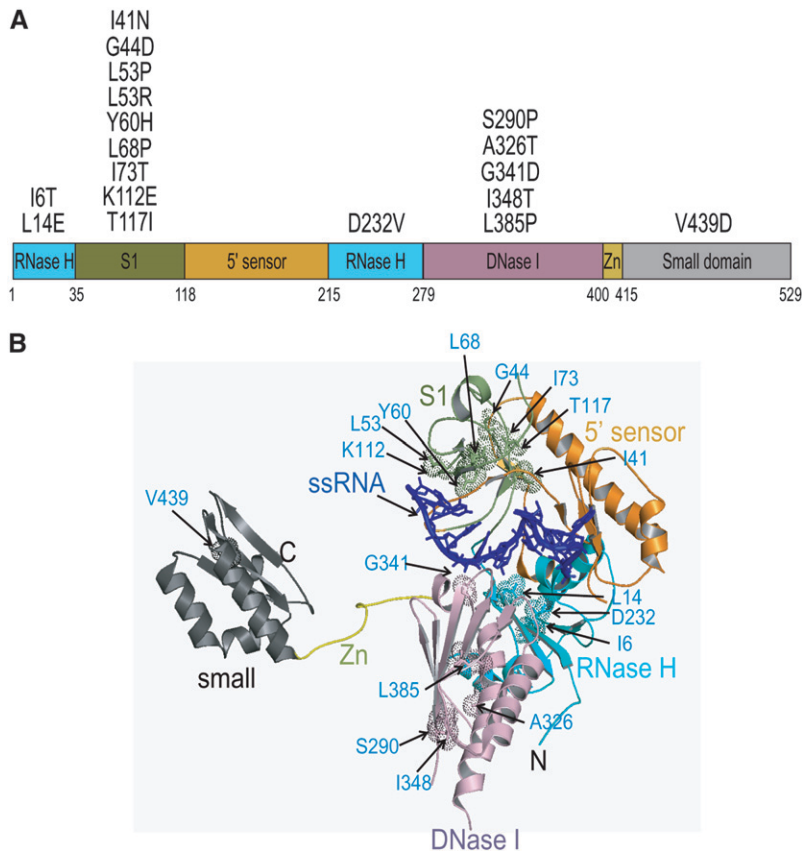 A
I41N
G44D
L53P
L53R
Y60H
L68P
I73T
K112E
T117I
I6T
L14E
D232V
S290P
A326T
G341D
I348T
L385P
V439D
RNase H S1 5' sensor RNase H DNase I Zn Small domain
1 35 118 215 279 400 415 529
B
L68
G44
I73
S1
Y60
T117
L53
5' sensor
K112
I41
ssRNA
V439
C
G341
L14
D232
I6
Zn
RNase H
small
L385
A326
S290
N
I348
DNase I